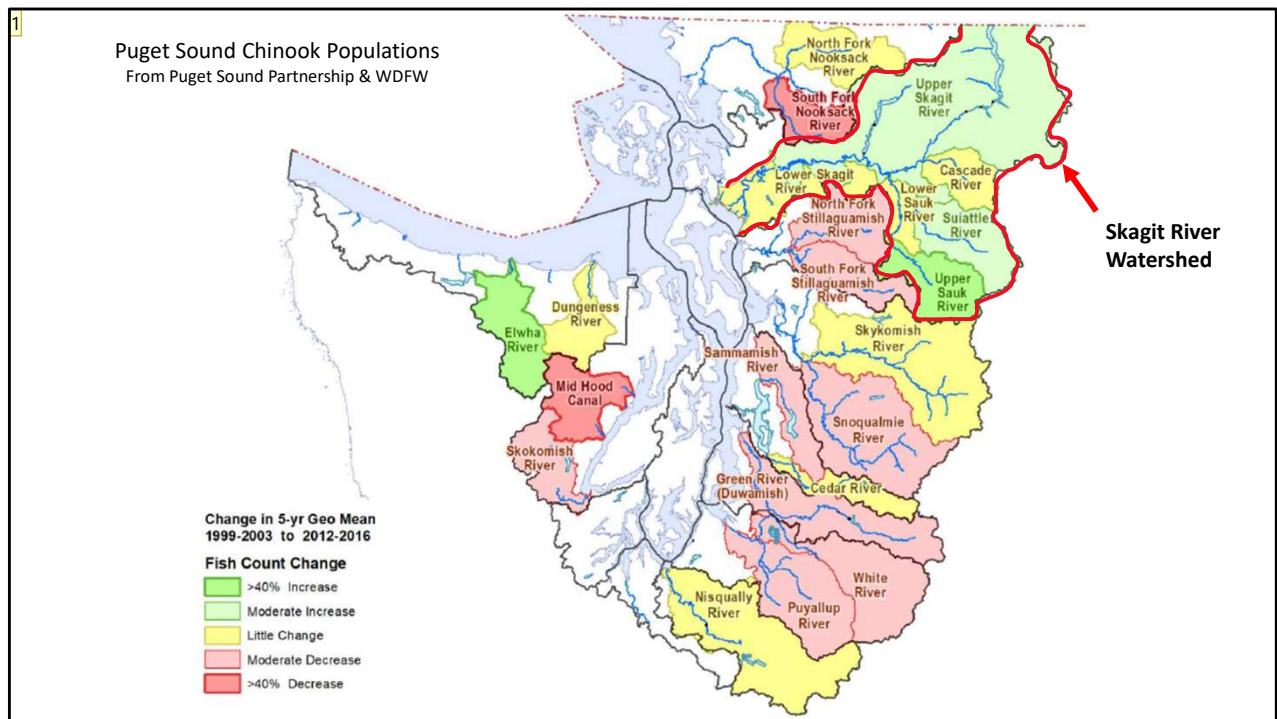 1
Puget Sound Chinook Populations
From Puget Sound Partnership & WDFW
North Fork
Nooksack
River
South Fork
Nooksack
River
Upper
Skagit
River
Lower Skagit
River
Cascade
River
Lower
Sauk
River
Suiattle
River
North Fork
Stillaguamish
River
Skagit River
Watershed
South Fork
Stillaguamish
River
Upper
Sauk
River
Elwha
River
Dungeness
River
Skykomish
River
Sammamish
River
Mid Hood
Canal
Snoqualmie
River
Skokomish
River
Green River
(Duwamish)
Cedar River
White
River
Puyallup
River
Nisqually
River
Change in 5-yr Geo Mean
1999-2003 to 2012-2016
Fish Count Change
>40% Increase
Moderate Increase
Little Change
Moderate Decrease
>40% Decrease